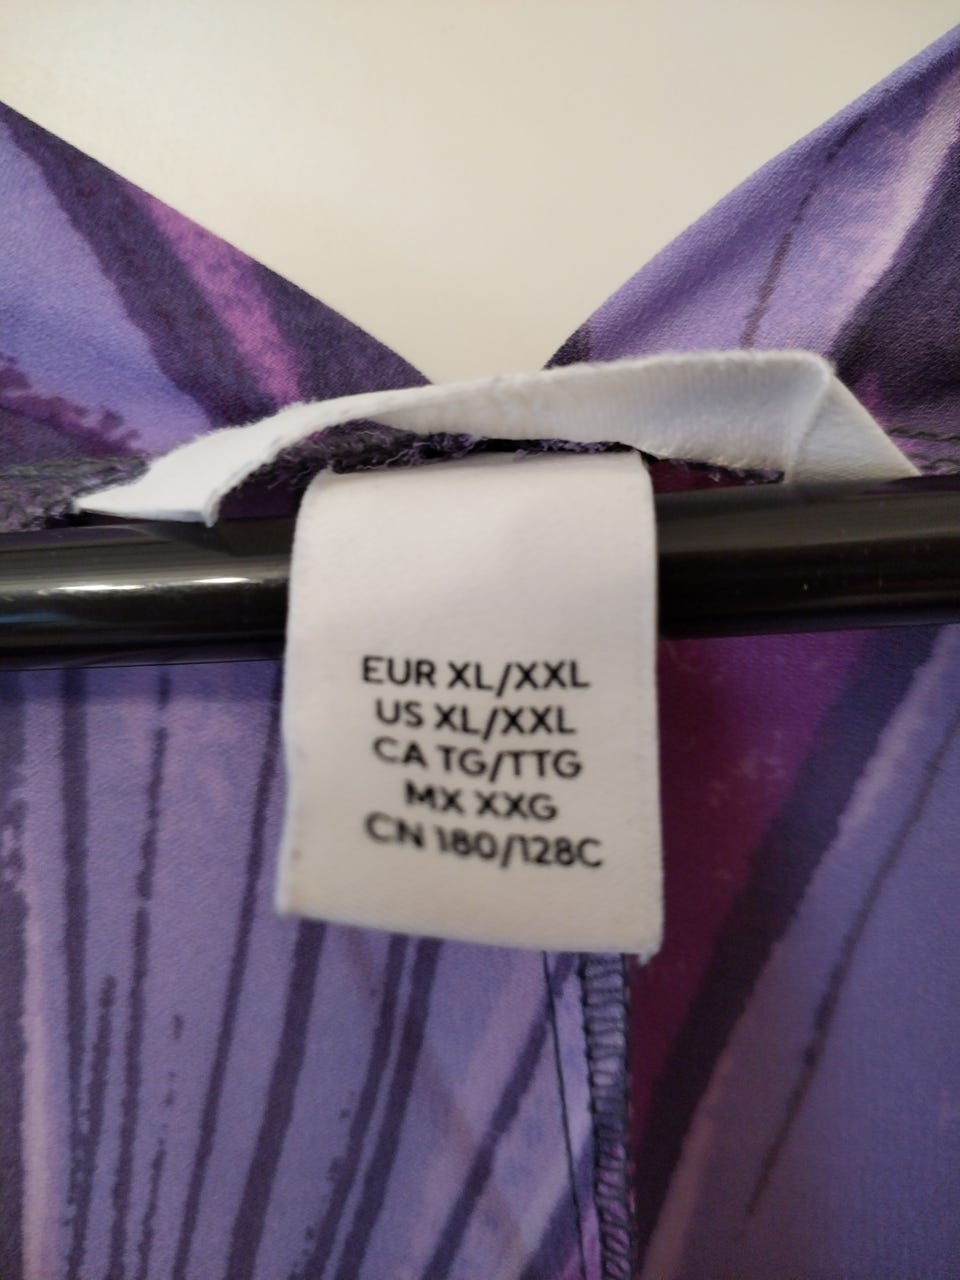 EUR XL/XXL
US XL/XXL
CA TG/TTG
MX XXG
CN 180/128C